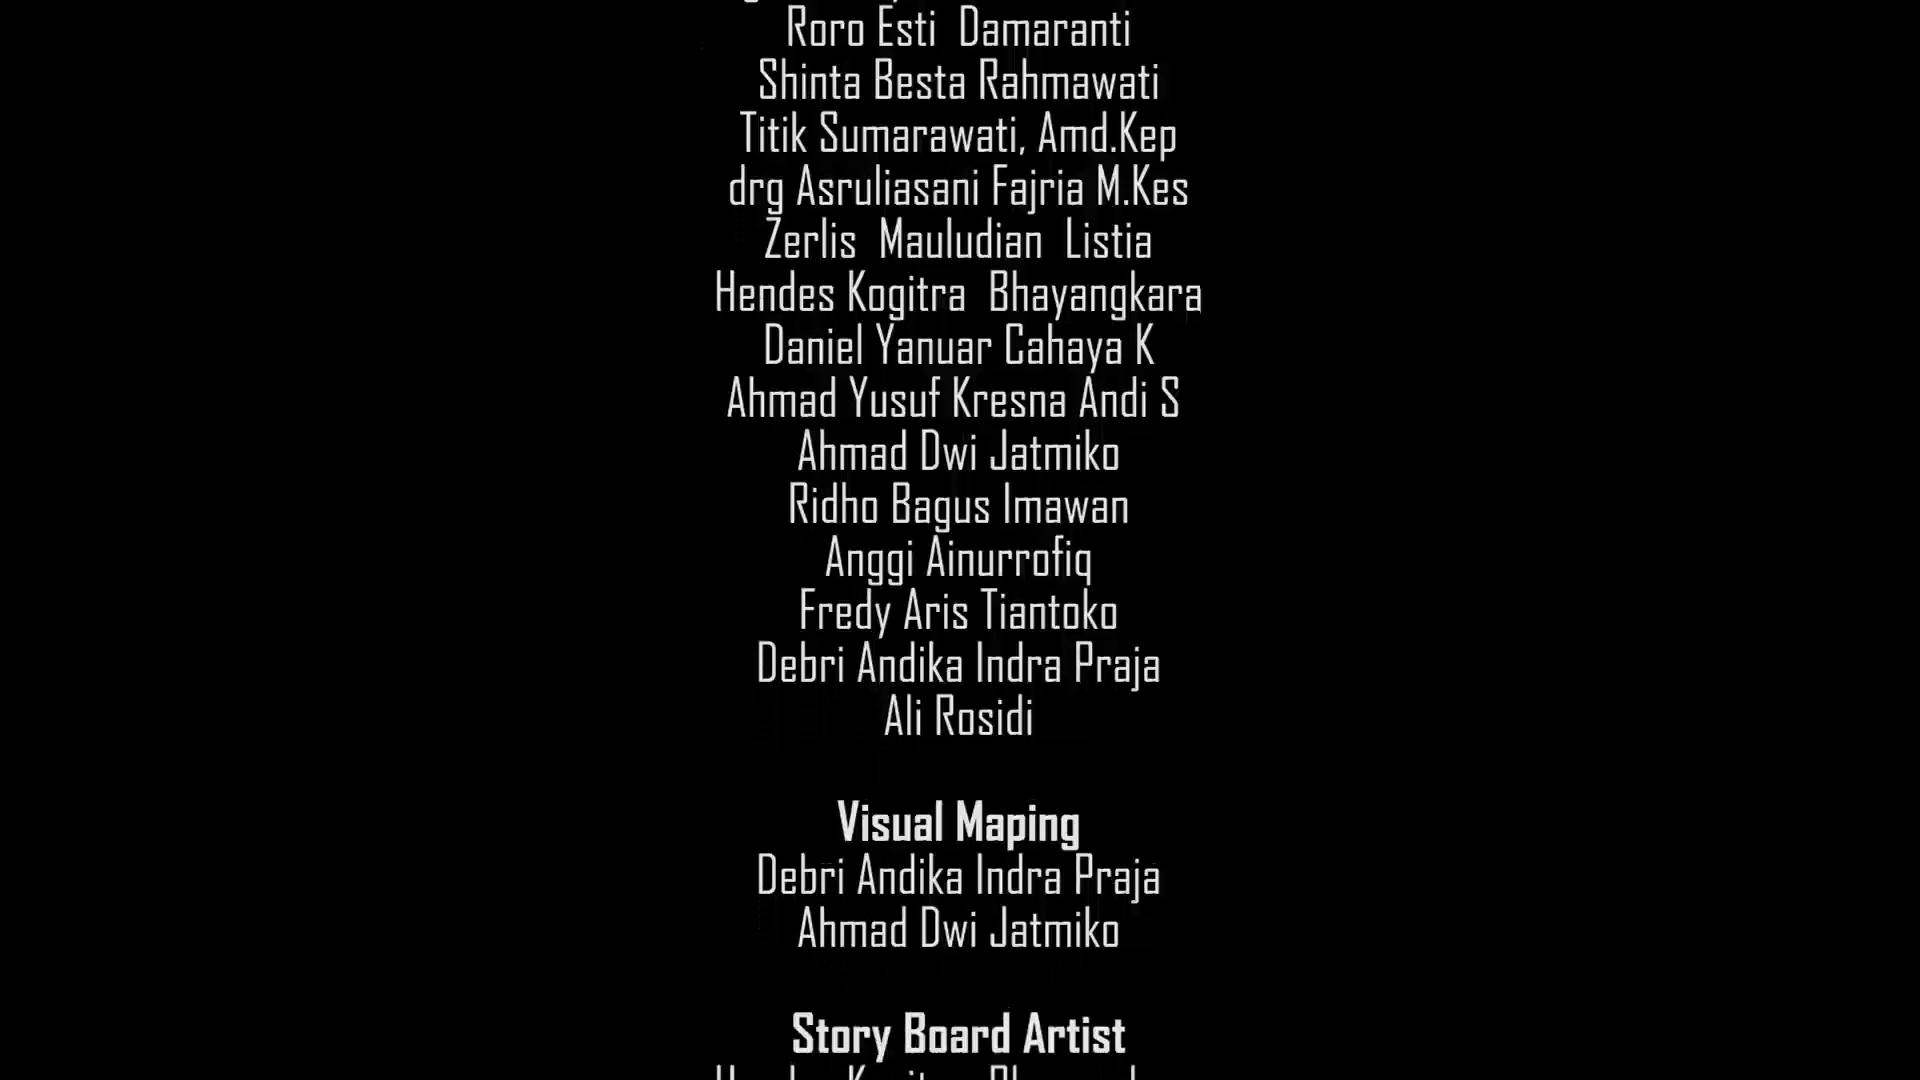 Roro Esti Damaranti
Shinta Besta Rahmawati
Titik Sumarawati, Amd.Kep
drg Asruliasani Fajria M.Kes
Zerlis Mauludian Listia
Hendes Kogitra Bhayangkara
Daniel Yanuar Cahaya K
Ahmad Yusuf Kresna Andi S
Ahmad Dwi Jatmiko
Ridho Bagus Imawan
Anggi Ainurrofiq
Fredy Aris Tiantoko
Debri Andika Indra Praja
Ali Rosidi
Visual Maping
Debri Andika Indra Praja
Ahmad Dwi Jatmiko
Story Board Artist